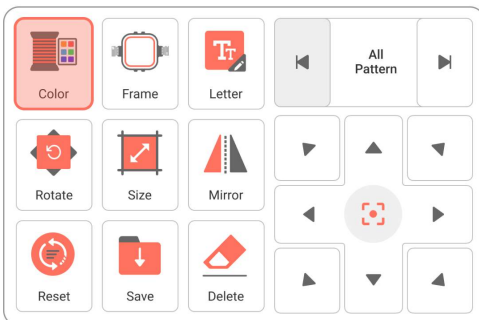 Color
Frame
Letter
All
Pattern
Rotate
Size
Mirror
Reset
Save
Delete